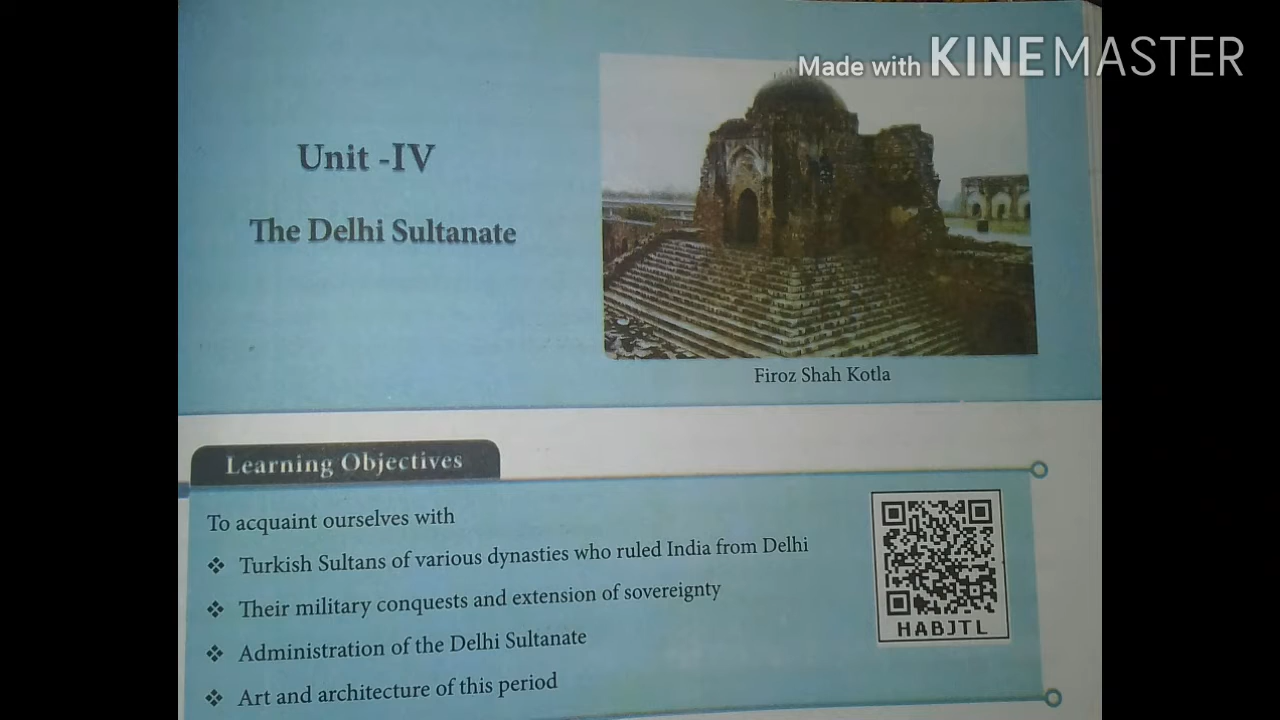 Made with KINEMASTER
Unit -IV
The Delhi Sultanate
Firoz Shah Kotla
Learning Objectives
To acquaint ourselves with
❖ Turkish Sultans of various dynasties who ruled India from Delhi
❖ Their military conquests and extension of sovereignty
❖ Administration of the Delhi Sultanate
❖ Art and architecture of this period
HABJTL